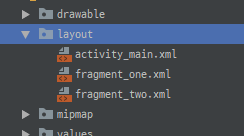 drawable
layout
activity_main.xml
fragment_one.xml
fragment_two.xml
mipmap
values